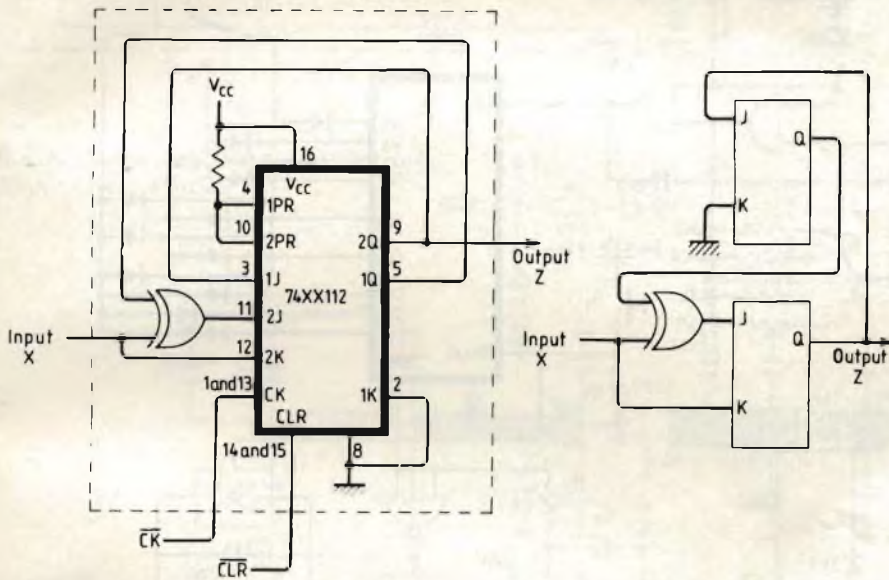 VCC
16
VCC
4
1PR
10
2PR
9
2Q
3
1J
5
1Q
74XX112
11
2J
Input
X
12
2K
1and13
CK
2
1K
CLR
14and15
8
Output
Z
CK
CLR
J
Q
K
Input
X
J
Q
Output
Z
K